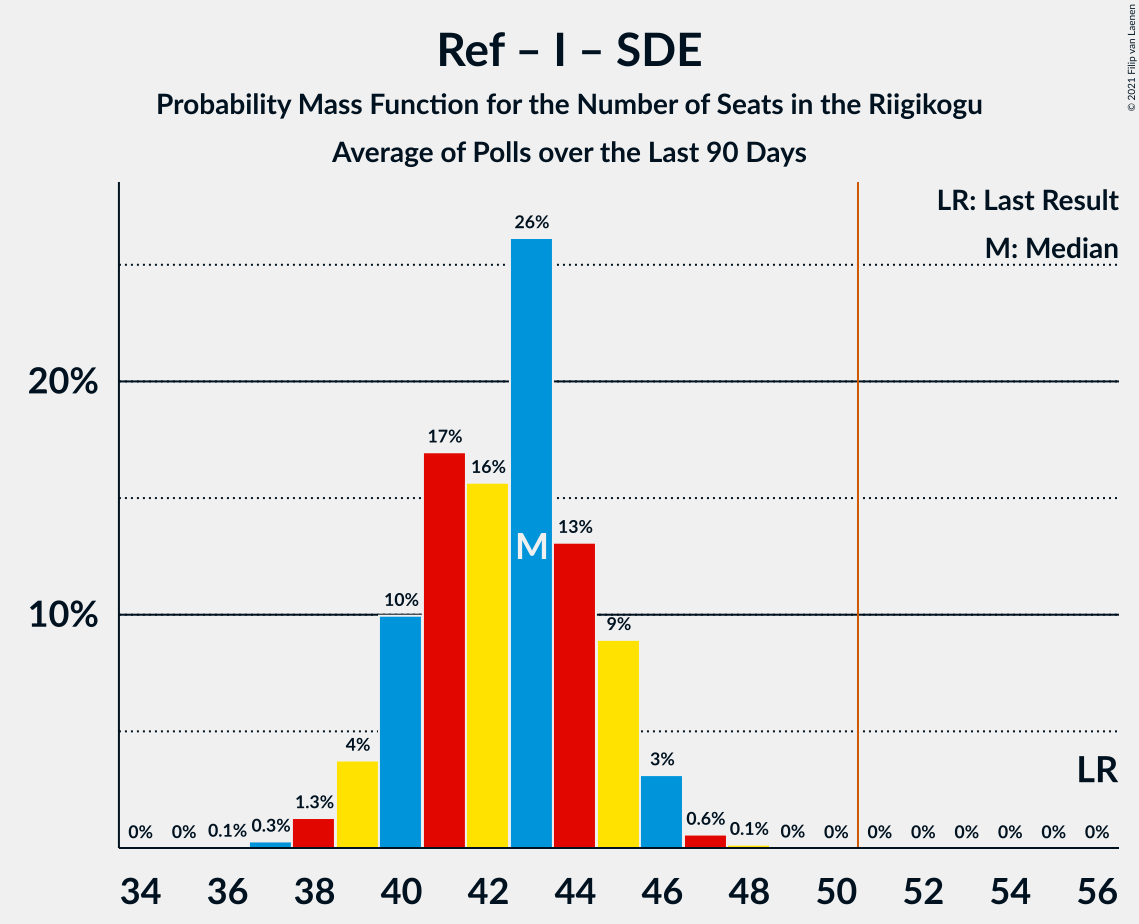 Ref – I – SDE
Probability Mass Function for the Number of Seats in the Riigikogu
Average of Polls over the Last 90 Days
© 2021 Filip van Laenen
LR: Last Result
M: Median
20%
10%
0%
0%
0.1%
0.3%
1.3%
4%
10%
17%
16%
26%
13%
9%
3%
0.6%
0.1%
0%
0%
0%
0%
0%
0%
0%
0%
M
LR
34 36 38 40 42 44 46 48 50 52 54 56